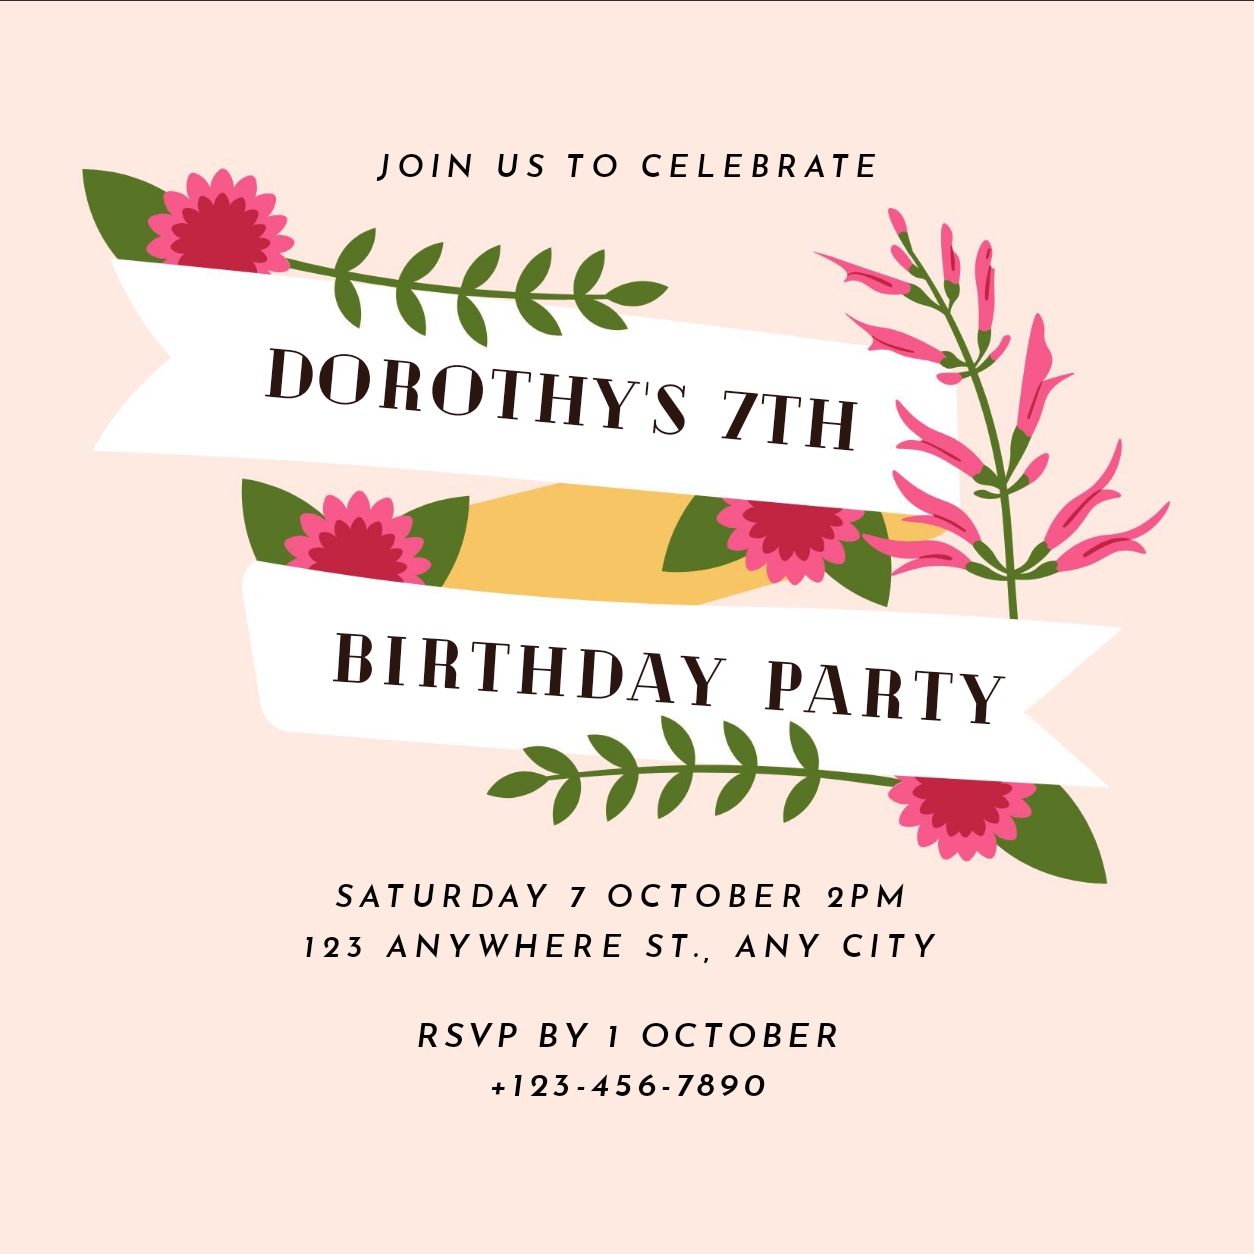 JOIN US TO CELEBRATE
DOROTHY'S 7TH
BIRTHDAY PARTY
SATURDAY 7 OCTOBER 2PM
123 ANYWHERE ST., ANY CITY
RSVP BY 1 OCTOBER
+123-456-7890